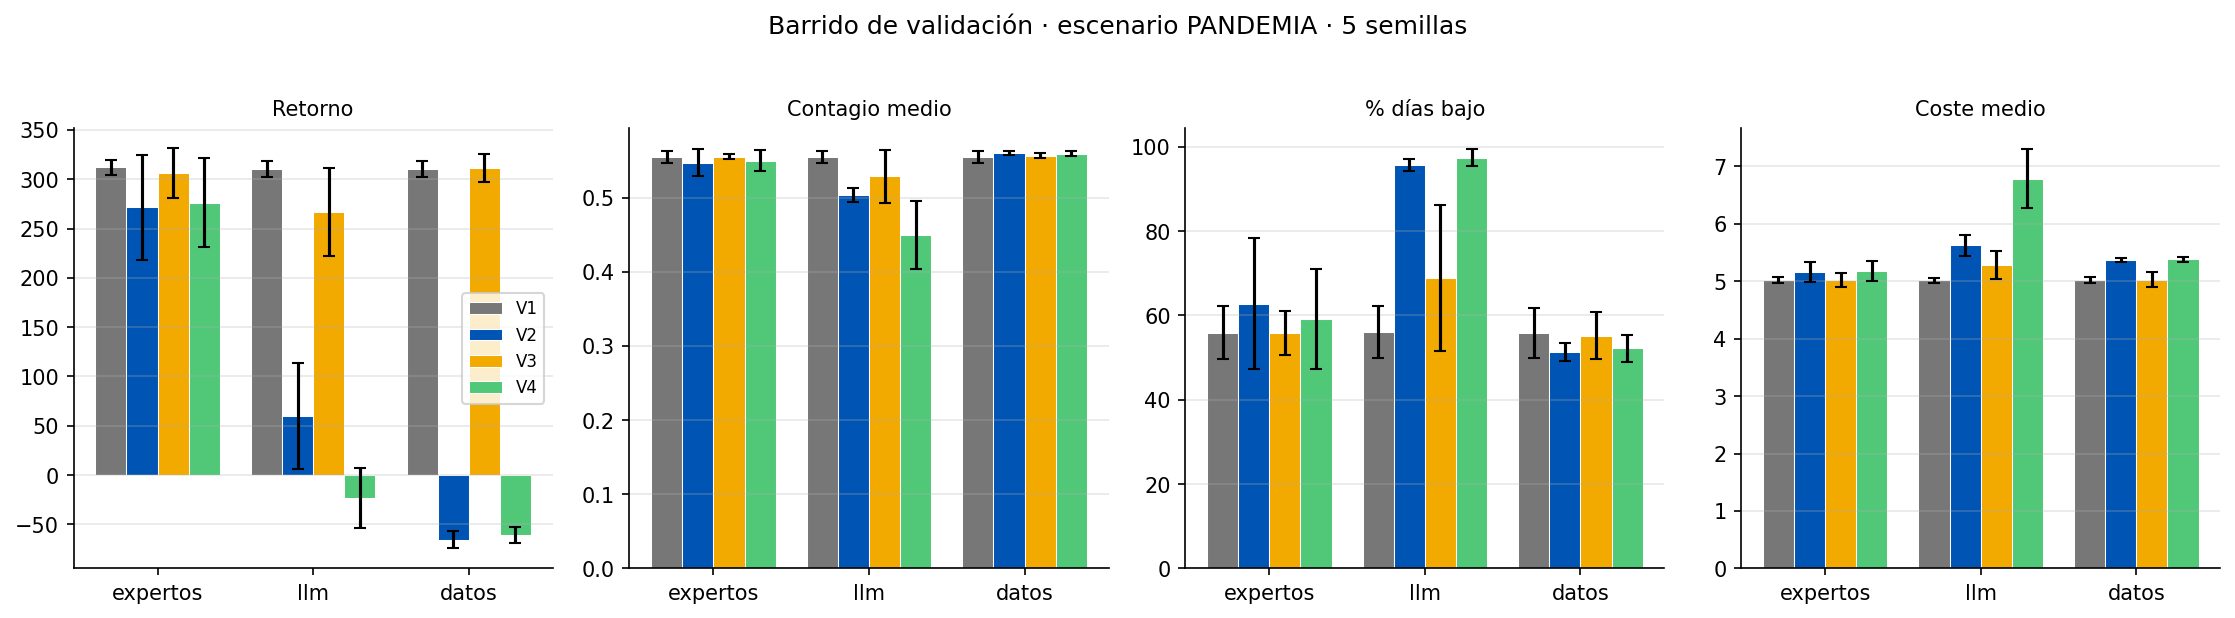 Barrido de validación · escenario PANDEMIA · 5 semillas
Retorno
350
300
250
200
150
100
50
0
−50
expertos
llm
datos
V1
V2
V3
V4
Contagio medio
0.5
0.4
0.3
0.2
0.1
0.0
expertos
llm
datos
% días bajo
100
80
60
40
20
0
expertos
llm
datos
Coste medio
7
6
5
4
3
2
1
0
expertos
llm
datos